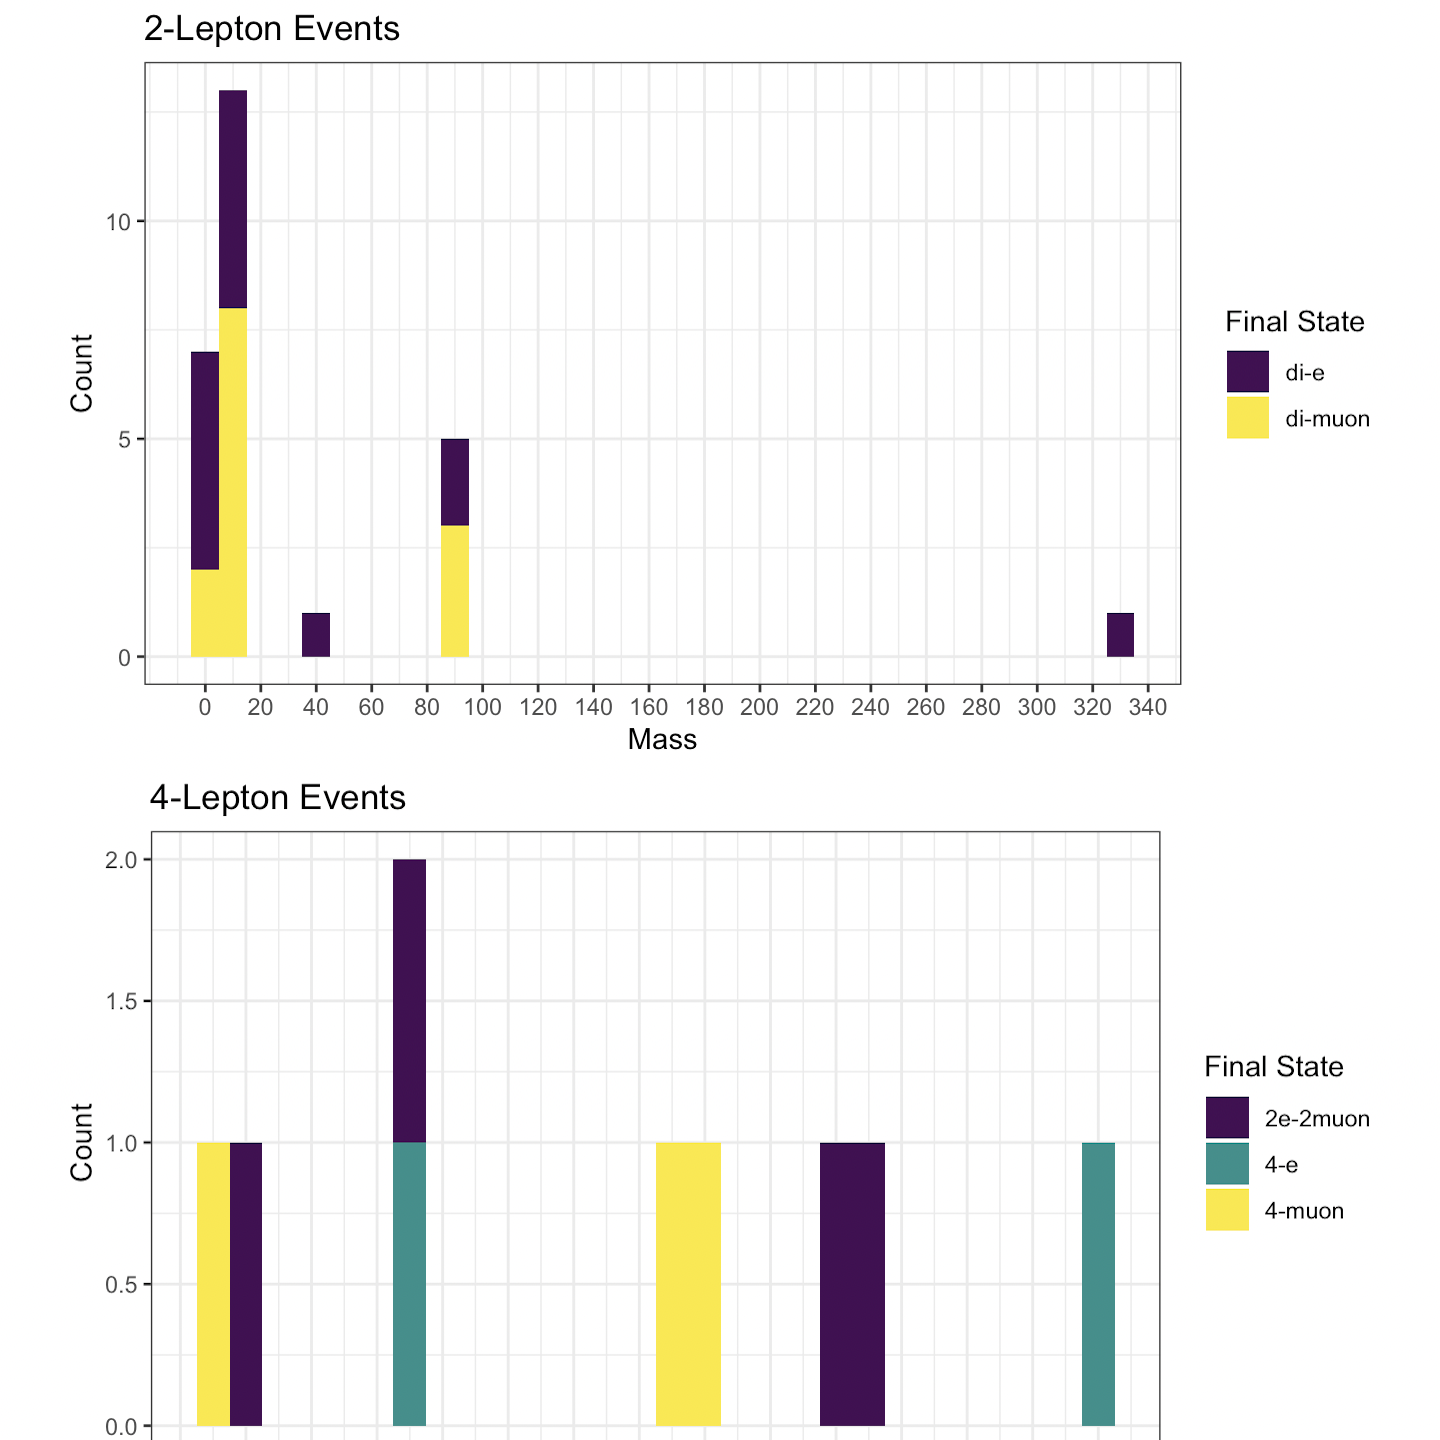 2-Lepton Events
10
5
0
Count
0 20 40 60 80 100 120 140 160 180 200 220 240 260 280 300 320 340
Mass
Final State
di-e
di-muon
4-Lepton Events
2.0
1.5
1.0
0.5
0.0
Count
Final State
2e-2muon
4-e
4-muon